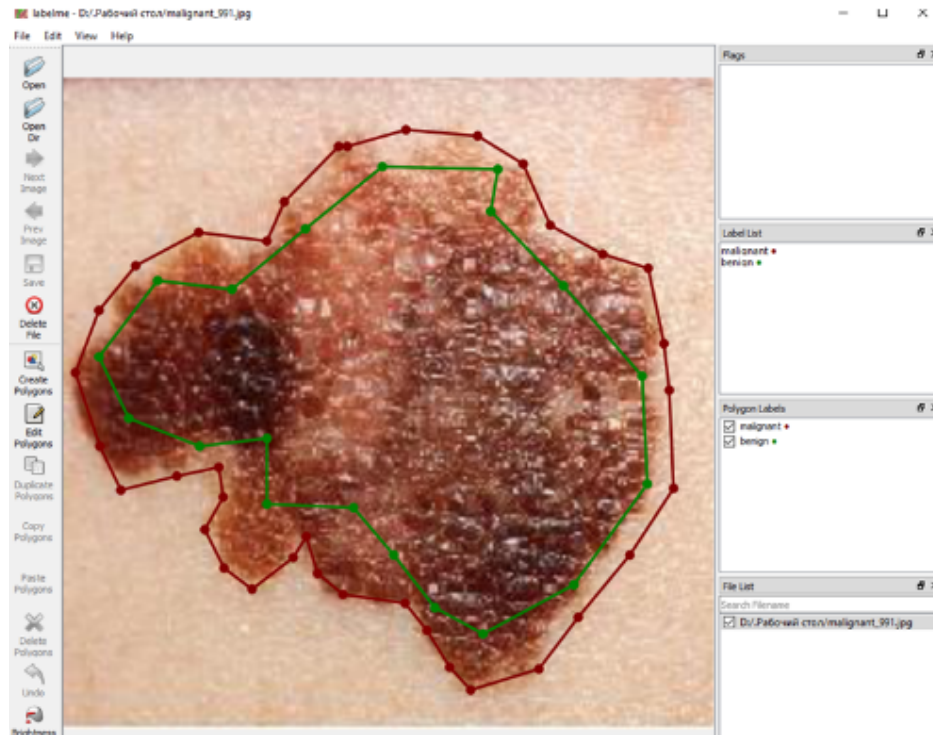 labelme - D:/.Рабочий стол/malignant_991.jpg
File Edit View Help
Open
Open
Dir
Next
Image
Prev
Image
Save
Delete
File
Create
Polygons
Edit
Polygons
Duplicate
Polygons
Copy
Polygons
Paste
Polygons
Delete
Polygons
Undo
Brightness
Flags
Label List
malignant
benign
Polygon Labels
malignant
benign
File List
Search Filename
D:/.Рабочий стол/malignant_991.jpg